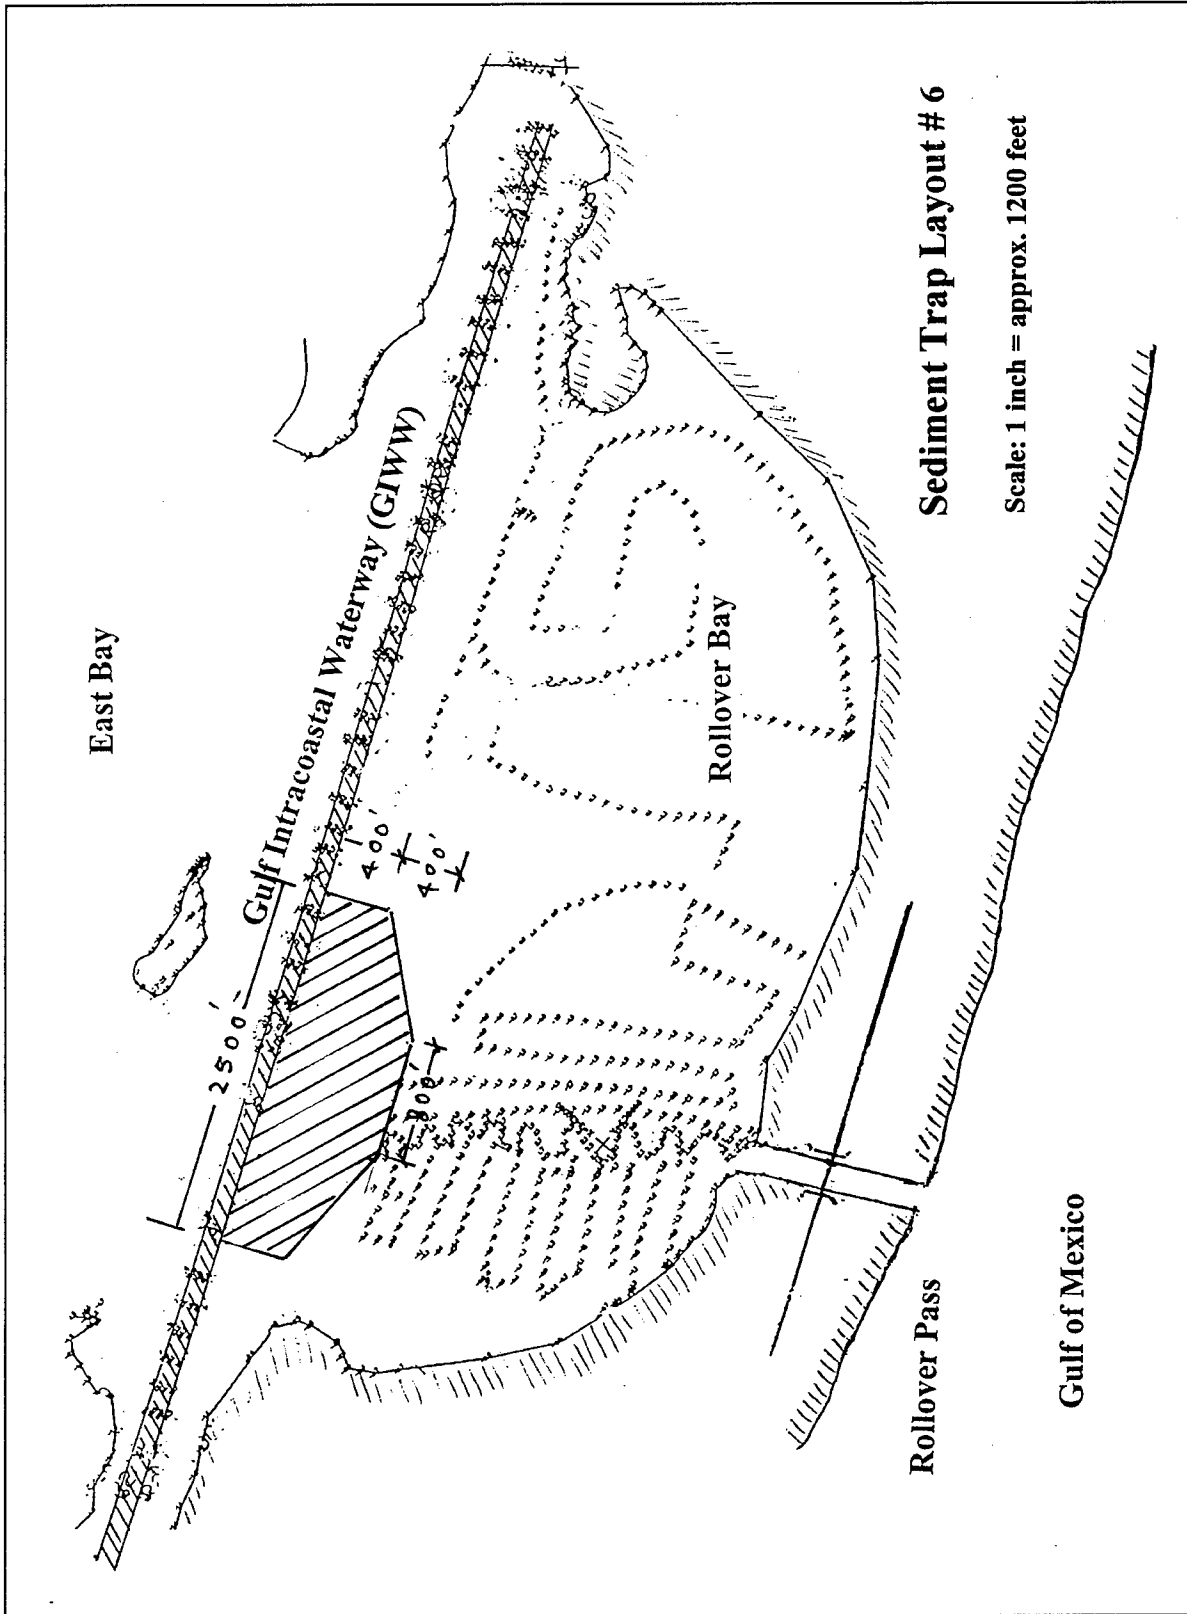 East Bay
Gulf Intracoastal Waterway (GIWW)
2500'
400'
400'
800'
Rollover Bay
Rollover Pass
Sediment Trap Layout # 6
Scale: 1 inch = approx. 1200 feet
Gulf of Mexico